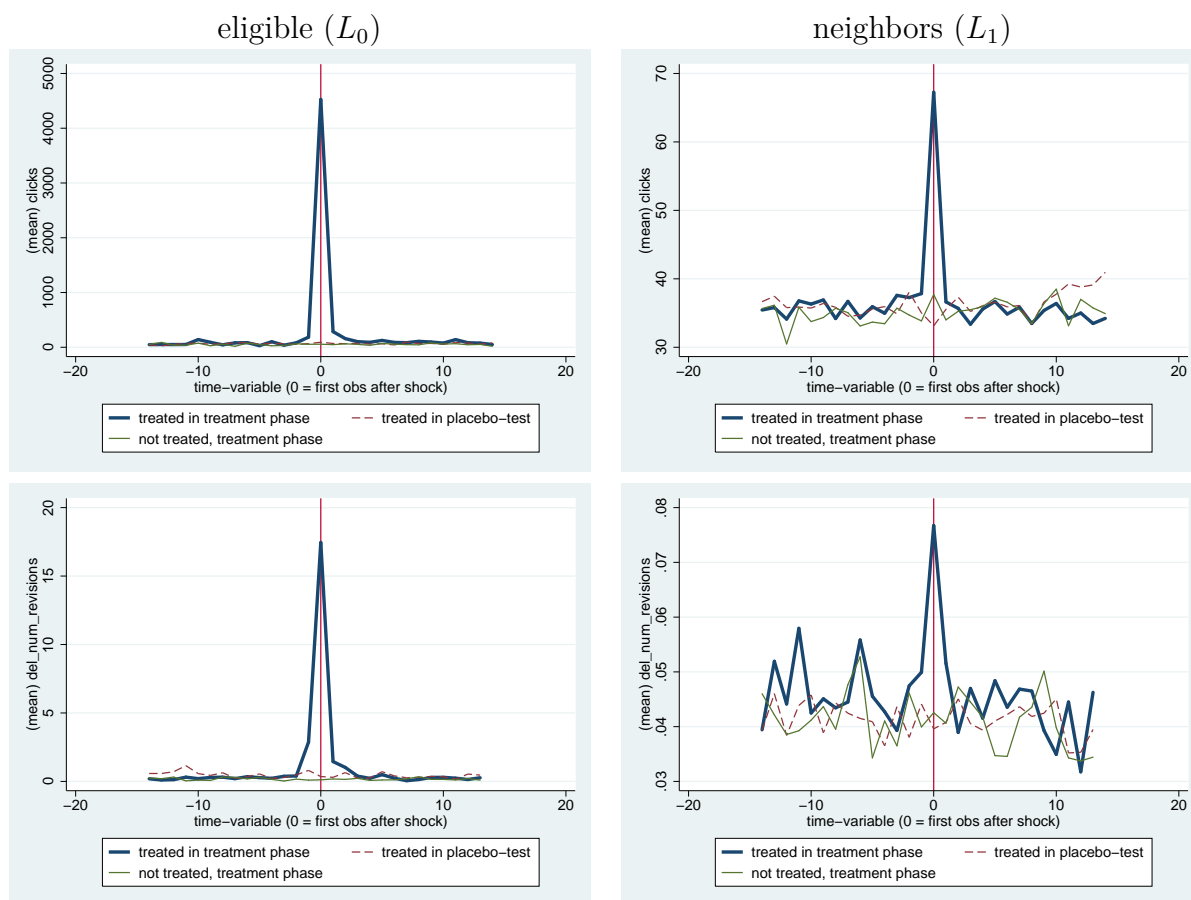 eligible (L0)
neighbors (L1)
(mean) clicks
5000
4000
3000
2000
1000
0
−20
−10
0
10
20
time−variable (0 = first obs after shock)
treated in treatment phase
treated in placebo−test
not treated, treatment phase
(mean) clicks
70
60
50
40
30
−20
−10
0
10
20
time−variable (0 = first obs after shock)
treated in treatment phase
treated in placebo−test
not treated, treatment phase
(mean) del_num_revisions
20
15
10
5
0
−20
−10
0
10
20
time−variable (0 = first obs after shock)
treated in treatment phase
treated in placebo−test
not treated, treatment phase
(mean) del_num_revisions
.08
.07
.06
.05
.04
.03
−20
−10
0
10
20
time−variable (0 = first obs after shock)
treated in treatment phase
treated in placebo−test
not treated, treatment phase